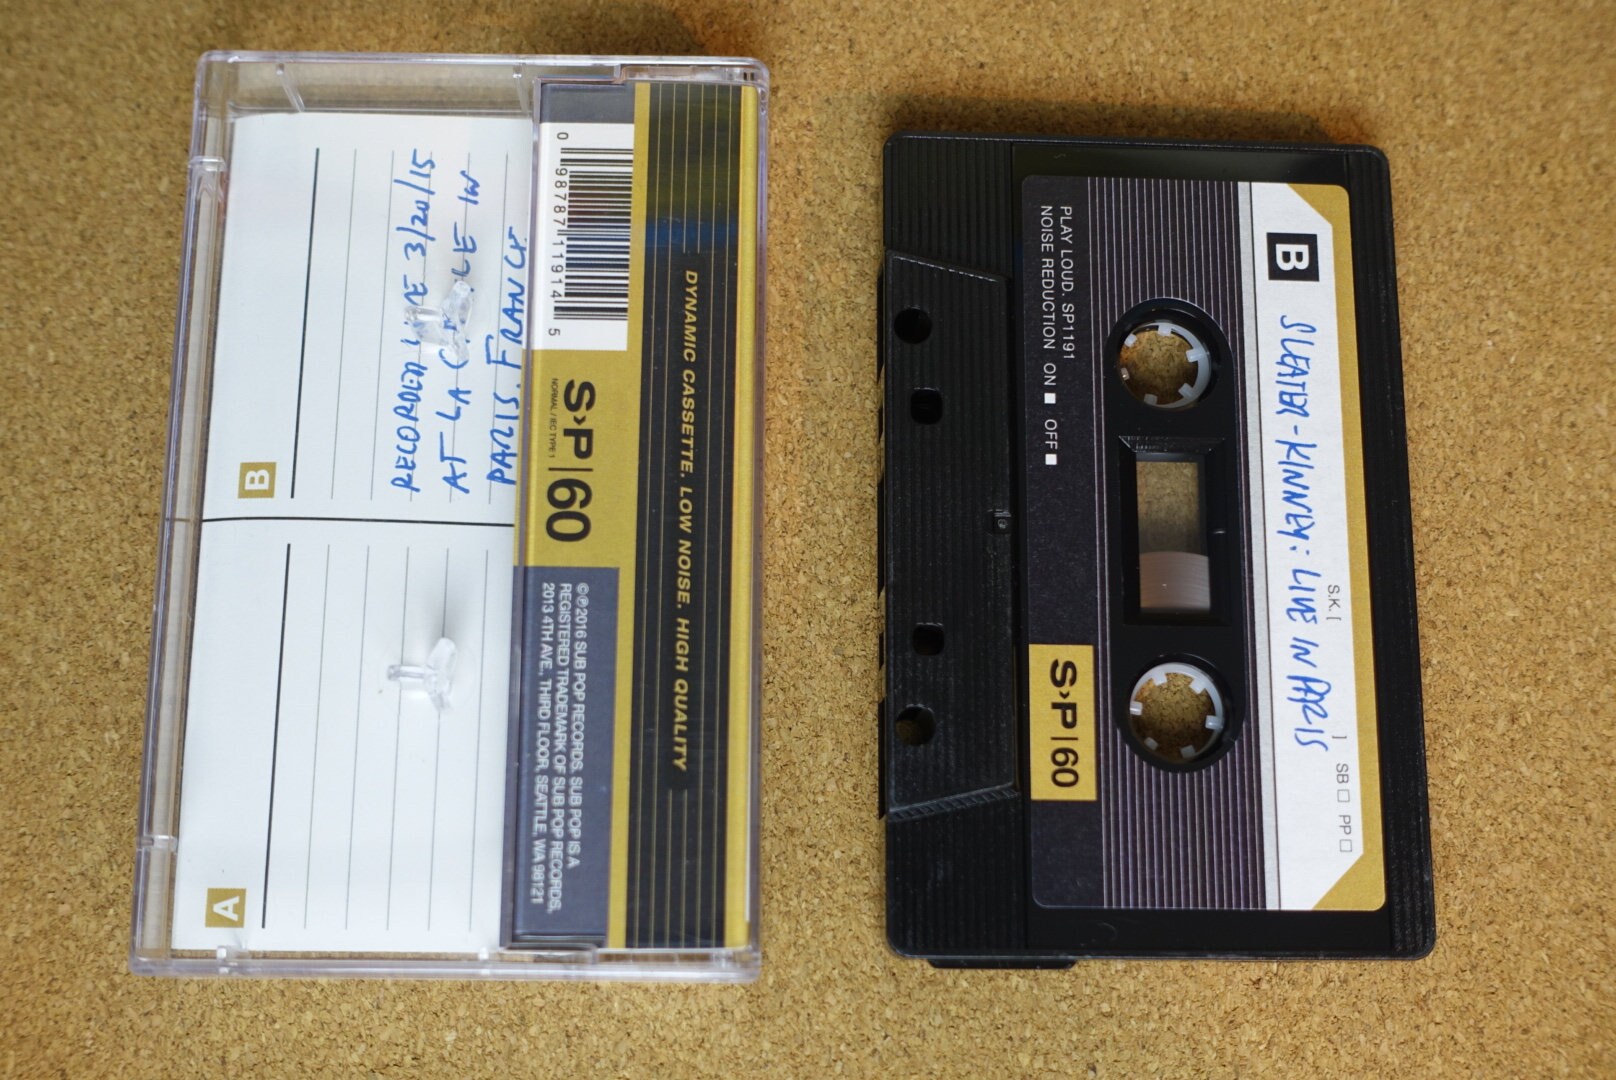 B
RECORDED LIVE 3/20/15
AT LA CIGALE IN
PARIS. FRANCE
A
0 98787 11914 5
S›P|60
NORMAL / IEC TYPE 1
©℗2016 SUB POP RECORDS. SUB POP IS A
REGISTERED TRADEMARK OF SUB POP RECORDS,
2013 4TH AVE., THIRD FLOOR, SEATTLE, WA 98121
DYNAMIC CASSETTE. LOW NOISE. HIGH QUALITY
B
SLEATER-KINNEY: LIVE IN PARIS
S.K. [ ] SB☐ PP☐
PLAY LOUD. SP1191
NOISE REDUCTION ON ■ OFF ■
S›P|60